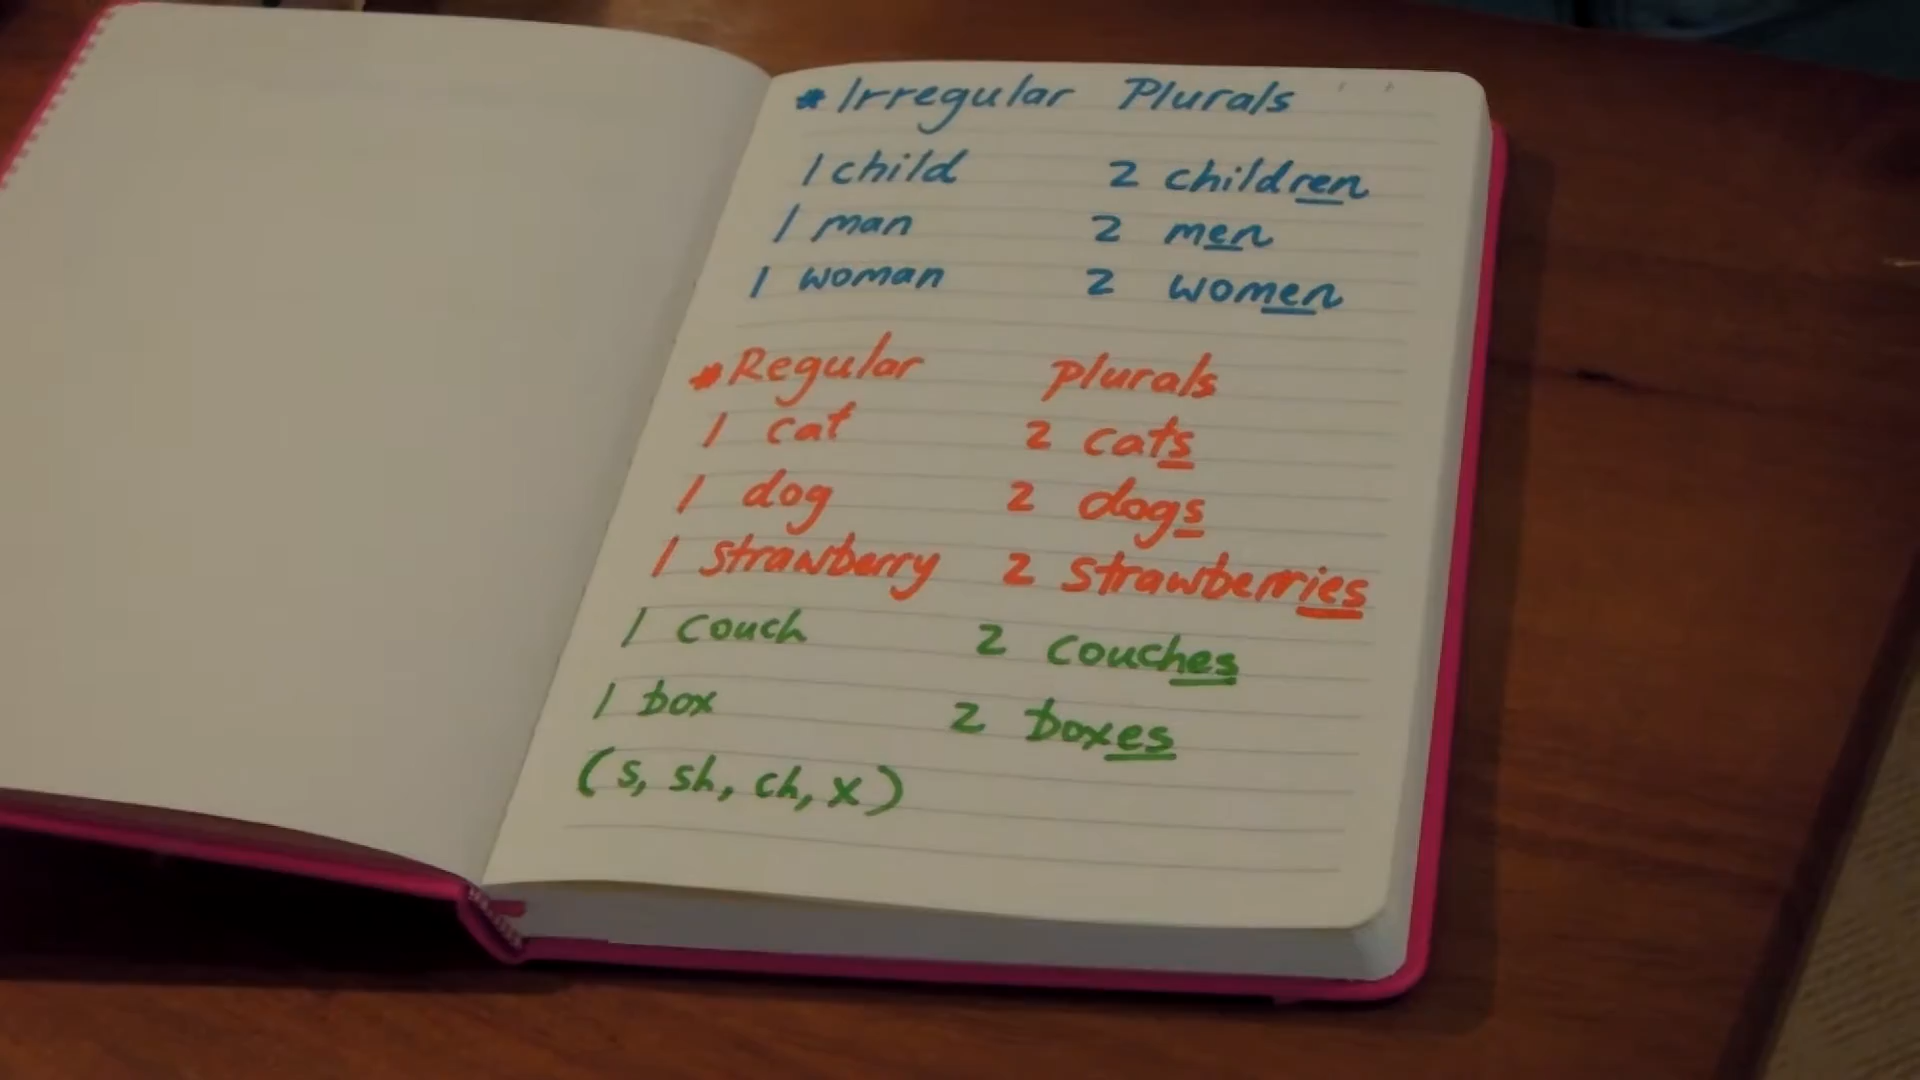 * Irregular Plurals
1 child 2 children
1 man 2 men
1 woman 2 women
* Regular plurals
1 cat 2 cats
1 dog 2 dogs
1 strawberry 2 strawberries
1 couch 2 couches
1 box 2 boxes
(s, sh, ch, x)